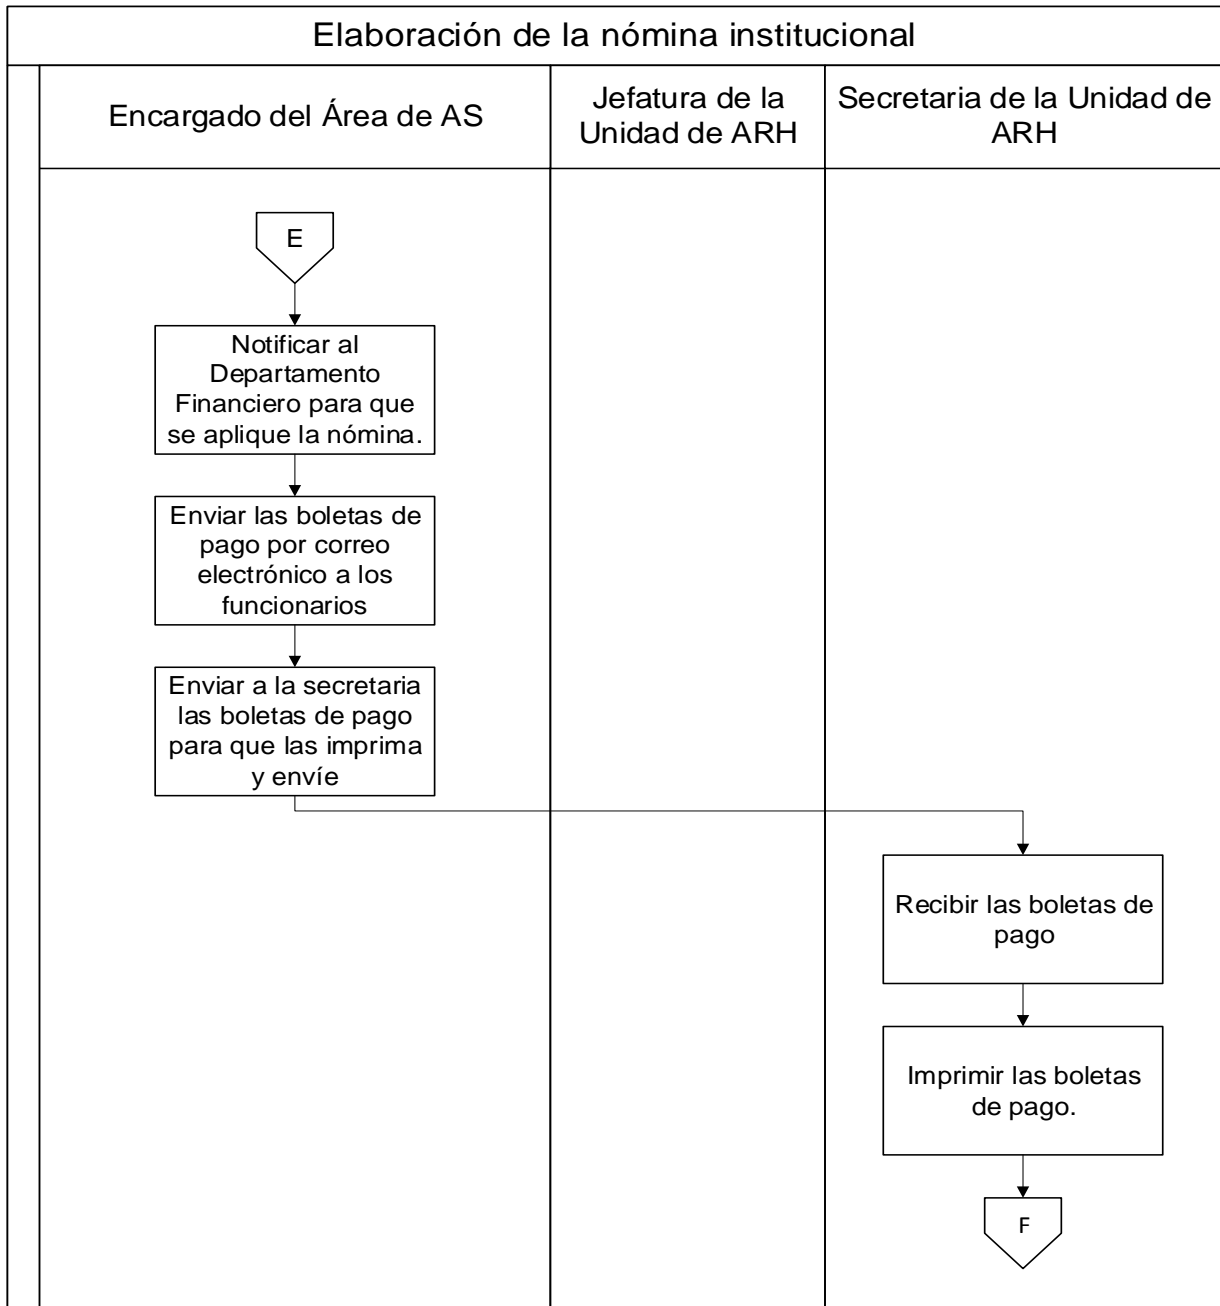 Elaboración de la nómina institucional
Encargado del Área de AS
Jefatura de la
Unidad de ARH
Secretaria de la Unidad de
ARH
E
Notificar al
Departamento
Financiero para que
se aplique la nómina.
Enviar las boletas de
pago por correo
electrónico a los
funcionarios
Enviar a la secretaria
las boletas de pago
para que las imprima
y envíe
Recibir las boletas de
pago
Imprimir las boletas
de pago.
F